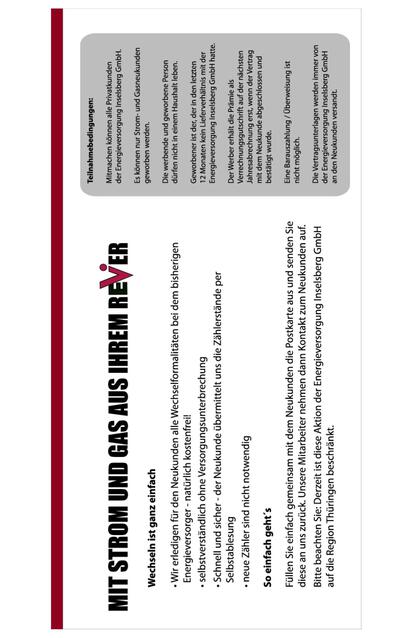 MIT STROM UND GAS AUS IHREM REVIER
Wechseln ist ganz einfach
• Wir erledigen für den Neukunden alle Wechselformalitäten bei dem bisherigen
Energieversorger - natürlich kostenfrei!
• selbstverständlich ohne Versorgungsunterbrechung
• Schnell und sicher - der Neukunde übermittelt uns die Zählerstände per
Selbstablesung
• neue Zähler sind nicht notwendig
So einfach geht´s
Füllen Sie einfach gemeinsam mit dem Neukunden die Postkarte aus und senden Sie
diese an uns zurück. Unsere Mitarbeiter nehmen dann Kontakt zum Neukunden auf.
Bitte beachten Sie: Derzeit ist diese Aktion der Energieversorgung Inselsberg GmbH
auf die Region Thüringen beschränkt.
Teilnahmebedingungen:
Mitmachen können alle Privatkunden
der Energieversorgung Inselsberg GmbH.
Es können nur Strom- und Gasneukunden
geworben werden.
Die werbende und geworbene Person
dürfen nicht in einem Haushalt leben.
Geworbener ist der, der in den letzten
12 Monaten kein Lieferverhältnis mit der
Energieversorgung Inselsberg GmbH hatte.
Der Werber erhält die Prämie als
Verrechnungsgutschrift auf der nächsten
Jahresabrechnung erst, wenn der Vertrag
mit dem Neukunde abgeschlossen und
bestätigt wurde.
Eine Barauszahlung / Überweisung ist
nicht möglich.
Die Vertragsunterlagen werden immer von
der Energieversorgung Inselsberg GmbH
an den Neukunden versandt.